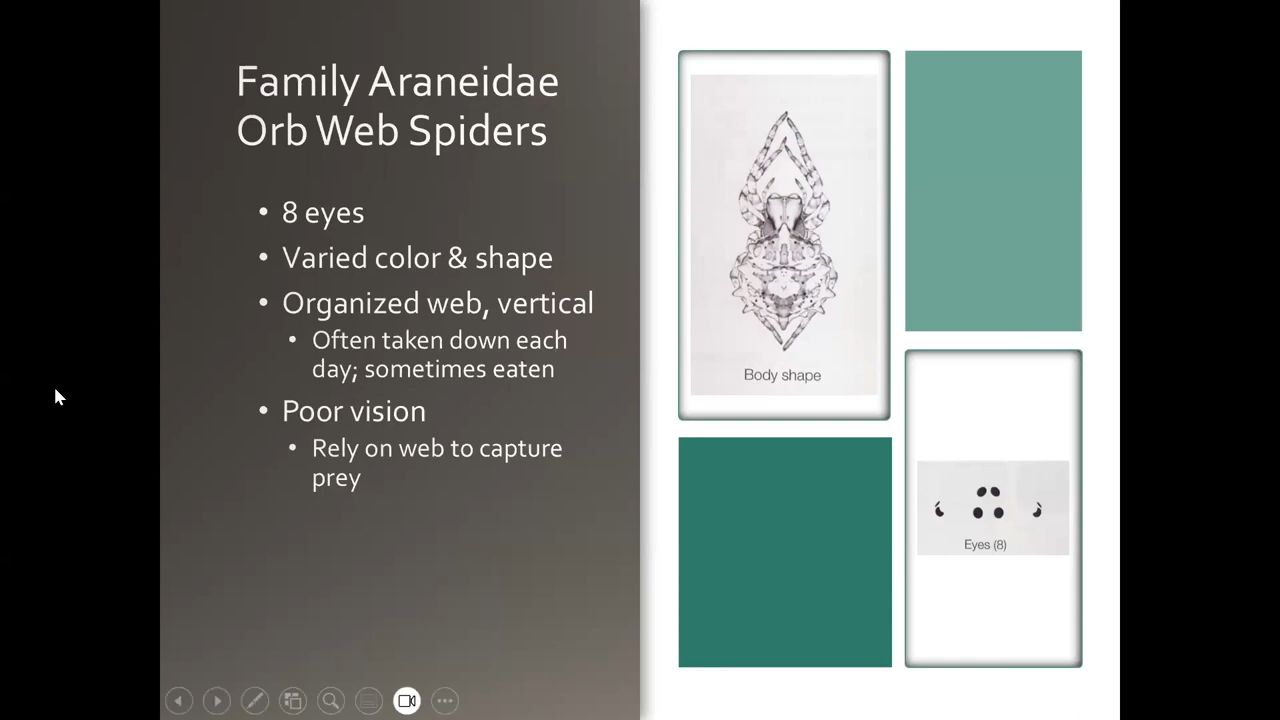 Family Araneidae
Orb Web Spiders
• 8 eyes
• Varied color & shape
• Organized web, vertical
• Often taken down each
day; sometimes eaten
• Poor vision
• Rely on web to capture
prey
Body shape
Eyes (8)